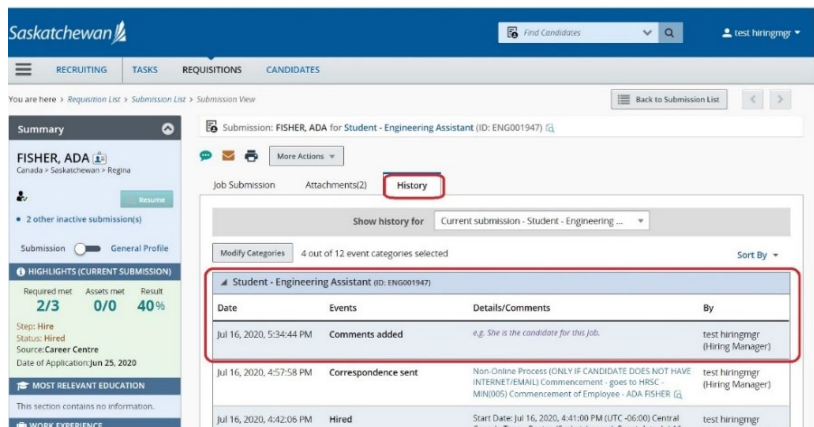 Saskatchewan
Find Candidates
test hiringmgr
RECRUITING TASKS REQUISITIONS CANDIDATES
You are here > Requisition List > Submission List > Submission View
Back to Submission List
Summary
Submission: FISHER, ADA for Student - Engineering Assistant (ID: ENG001947)
FISHER, ADA
Canada > Saskatchewan > Regina
More Actions
Resume
Job Submission Attachments(2) History
2 other inactive submission(s)
Show history for Current submission - Student - Engineering ...
Submission General Profile
Modify Categories 4 out of 12 event categories selected Sort By
HIGHLIGHTS (CURRENT SUBMISSION)
Student - Engineering Assistant (ID: ENG001947)
Required met Assets met Result
2/3 0/0 40%
Date Events Details/Comments By
Step: Hire
Status: Hired
Source:Career Centre
Date of Application:Jun 25, 2020
Jul 16, 2020, 5:34:44 PM Comments added e.g. She is the candidate for this job. test hiringmgr
(Hiring Manager)
MOST RELEVANT EDUCATION
This section contains no information.
Jul 16, 2020, 4:57:58 PM Correspondence sent Non-Online Process (ONLY IF CANDIDATE DOES NOT HAVE test hiringmgr
INTERNET/EMAIL) Commencement - goes to HRSC - (Hiring Manager)
MIN(005) Commencement of Employee - ADA FISHER
WORK EXPERIENCE
Jul 16, 2020, 4:42:06 PM Hired Start Date: Jul 16, 2020, 4:41:00 PM (UTC -06:00) Central test hiringmgr